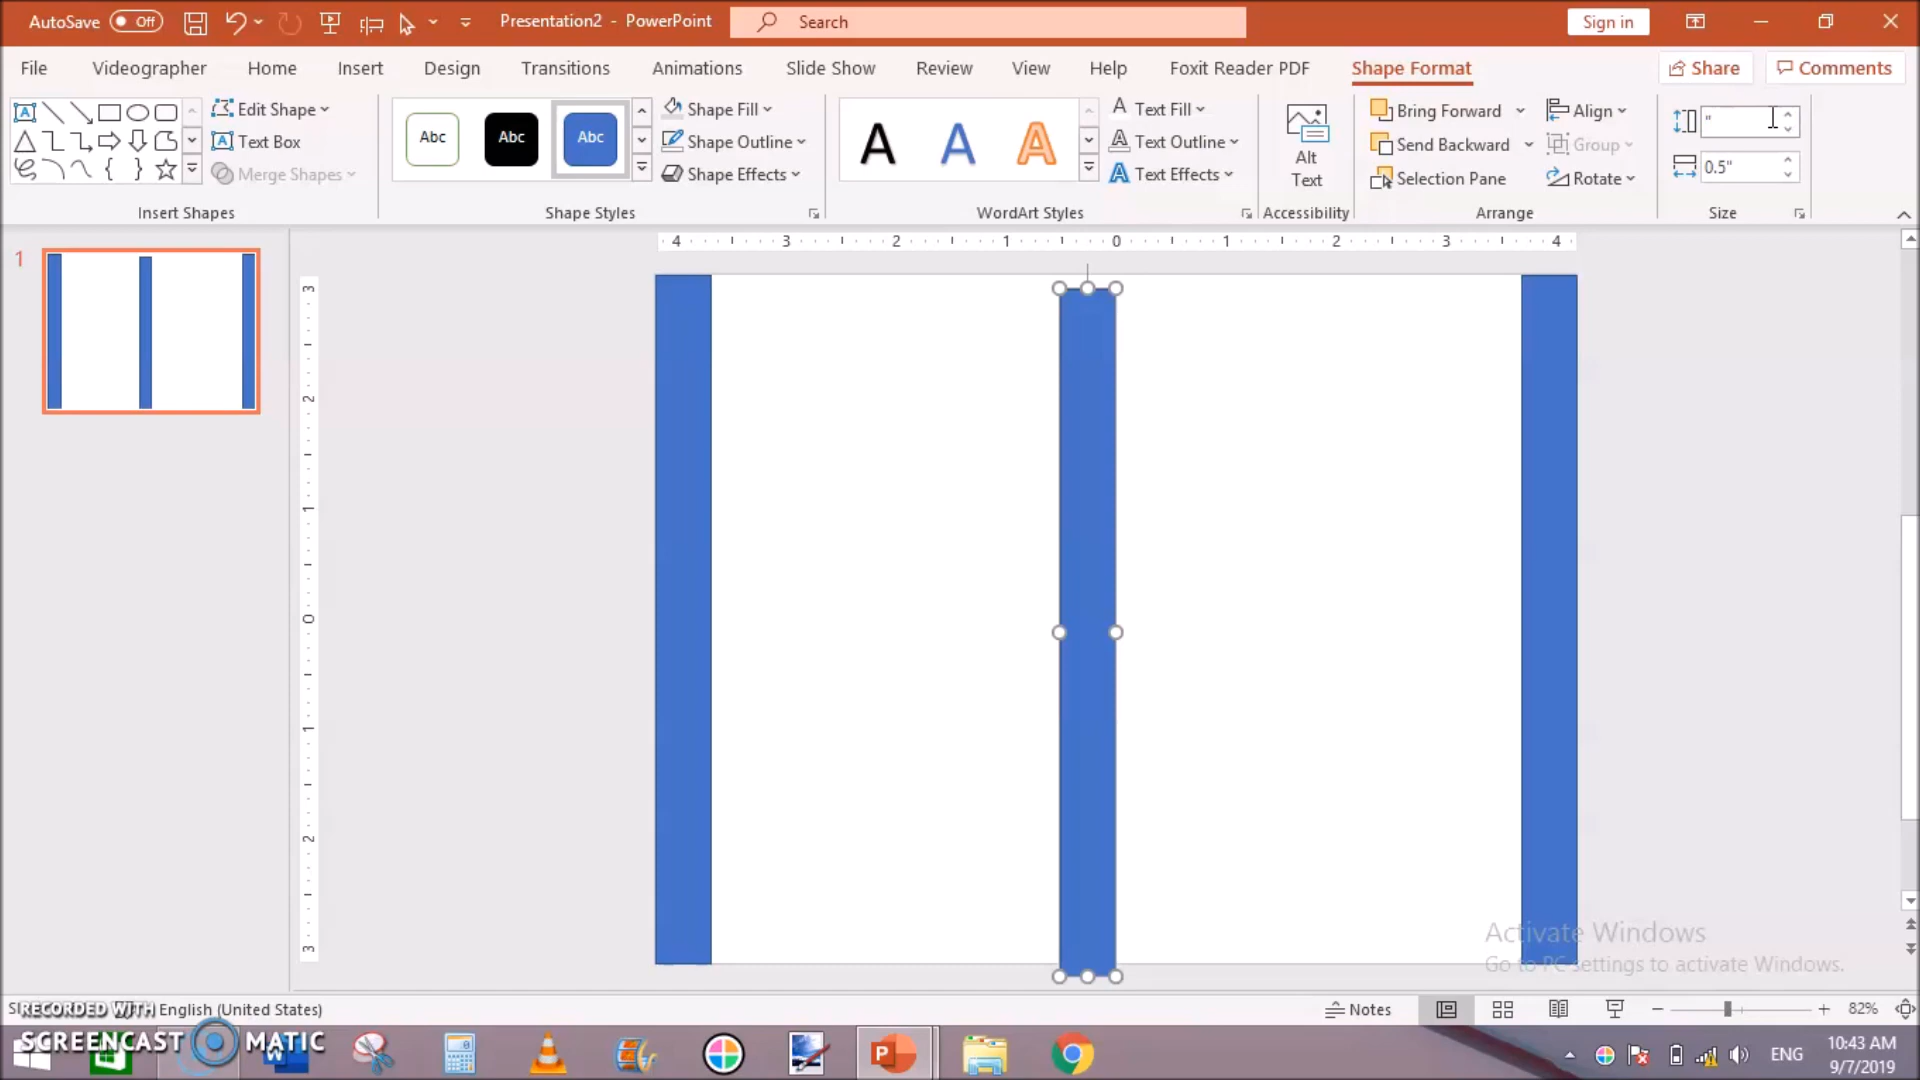 AutoSave Off Presentation2 - PowerPoint Search Sign in
File Videographer Home Insert Design Transitions Animations Slide Show Review View Help Foxit Reader PDF Shape Format Share Comments
Edit Shape
Text Box
Merge Shapes
Insert Shapes
Abc Abc Abc
Shape Fill
Shape Outline
Shape Effects
Shape Styles
A A A
Text Fill
Text Outline
Text Effects
WordArt Styles
Alt
Text
Accessibility
Bring Forward
Send Backward
Selection Pane
Align
Group
Rotate
Arrange
"
0.5"
Size
1
4 3 2 1 0 1 2 3 4
3
2
1
0
1
2
3
Activate Windows
Go to PC settings to activate Windows.
English (United States) Notes 82%
RECORDED WITH
SCREENCAST MATIC
ENG
10:43 AM
9/7/2019